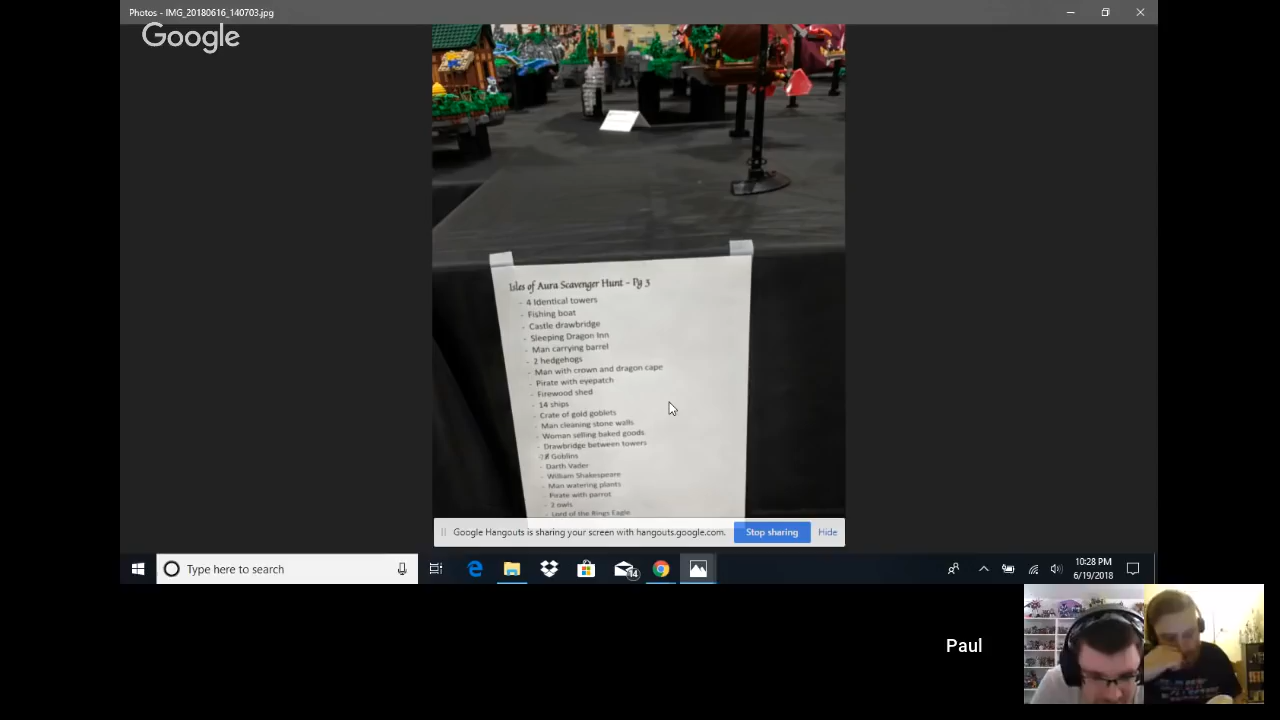 Photos - IMG_20180616_140703.jpg
Google
Isles of Aura Scavenger Hunt - Pg 3
- 4 Identical towers
- Fishing boat
- Castle drawbridge
- Sleeping Dragon Inn
- Man carrying barrel
- 2 hedgehogs
- Man with crown and dragon cape
- Pirate with eyepatch
- Firewood shed
- 14 ships
- Crate of gold goblets
- Man cleaning stone walls
- Woman selling baked goods
- Drawbridge between towers
Goblins
- Darth Vader
- William Shakespeare
- Man watering plants
- Pirate with parrot
- 3 owls
- Lord of the Rings Eagle
Google Hangouts is sharing your screen with hangouts.google.com.
Stop sharing
Hide
Type here to search
14
10:28 PM
6/19/2018
Paul